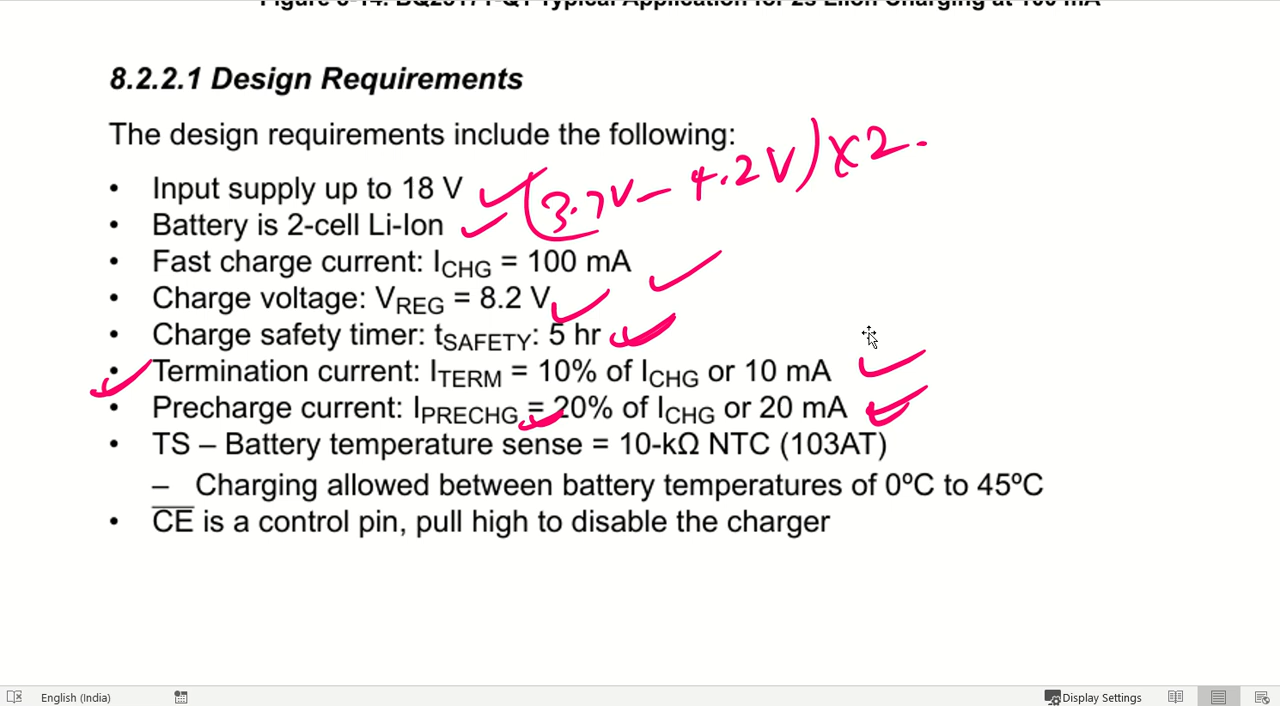 8.2.2.1 Design Requirements
The design requirements include the following:
(3.7V - 4.2V) x 2.
• Input supply up to 18 V
• Battery is 2-cell Li-Ion
• Fast charge current: ICHG = 100 mA
• Charge voltage: VREG = 8.2 V
• Charge safety timer: tSAFETY: 5 hr
• Termination current: ITERM = 10% of ICHG or 10 mA
• Precharge current: IPRECHG = 20% of ICHG or 20 mA
• TS – Battery temperature sense = 10-kΩ NTC (103AT)
– Charging allowed between battery temperatures of 0ºC to 45ºC
• CE is a control pin, pull high to disable the charger
English (India)
Display Settings